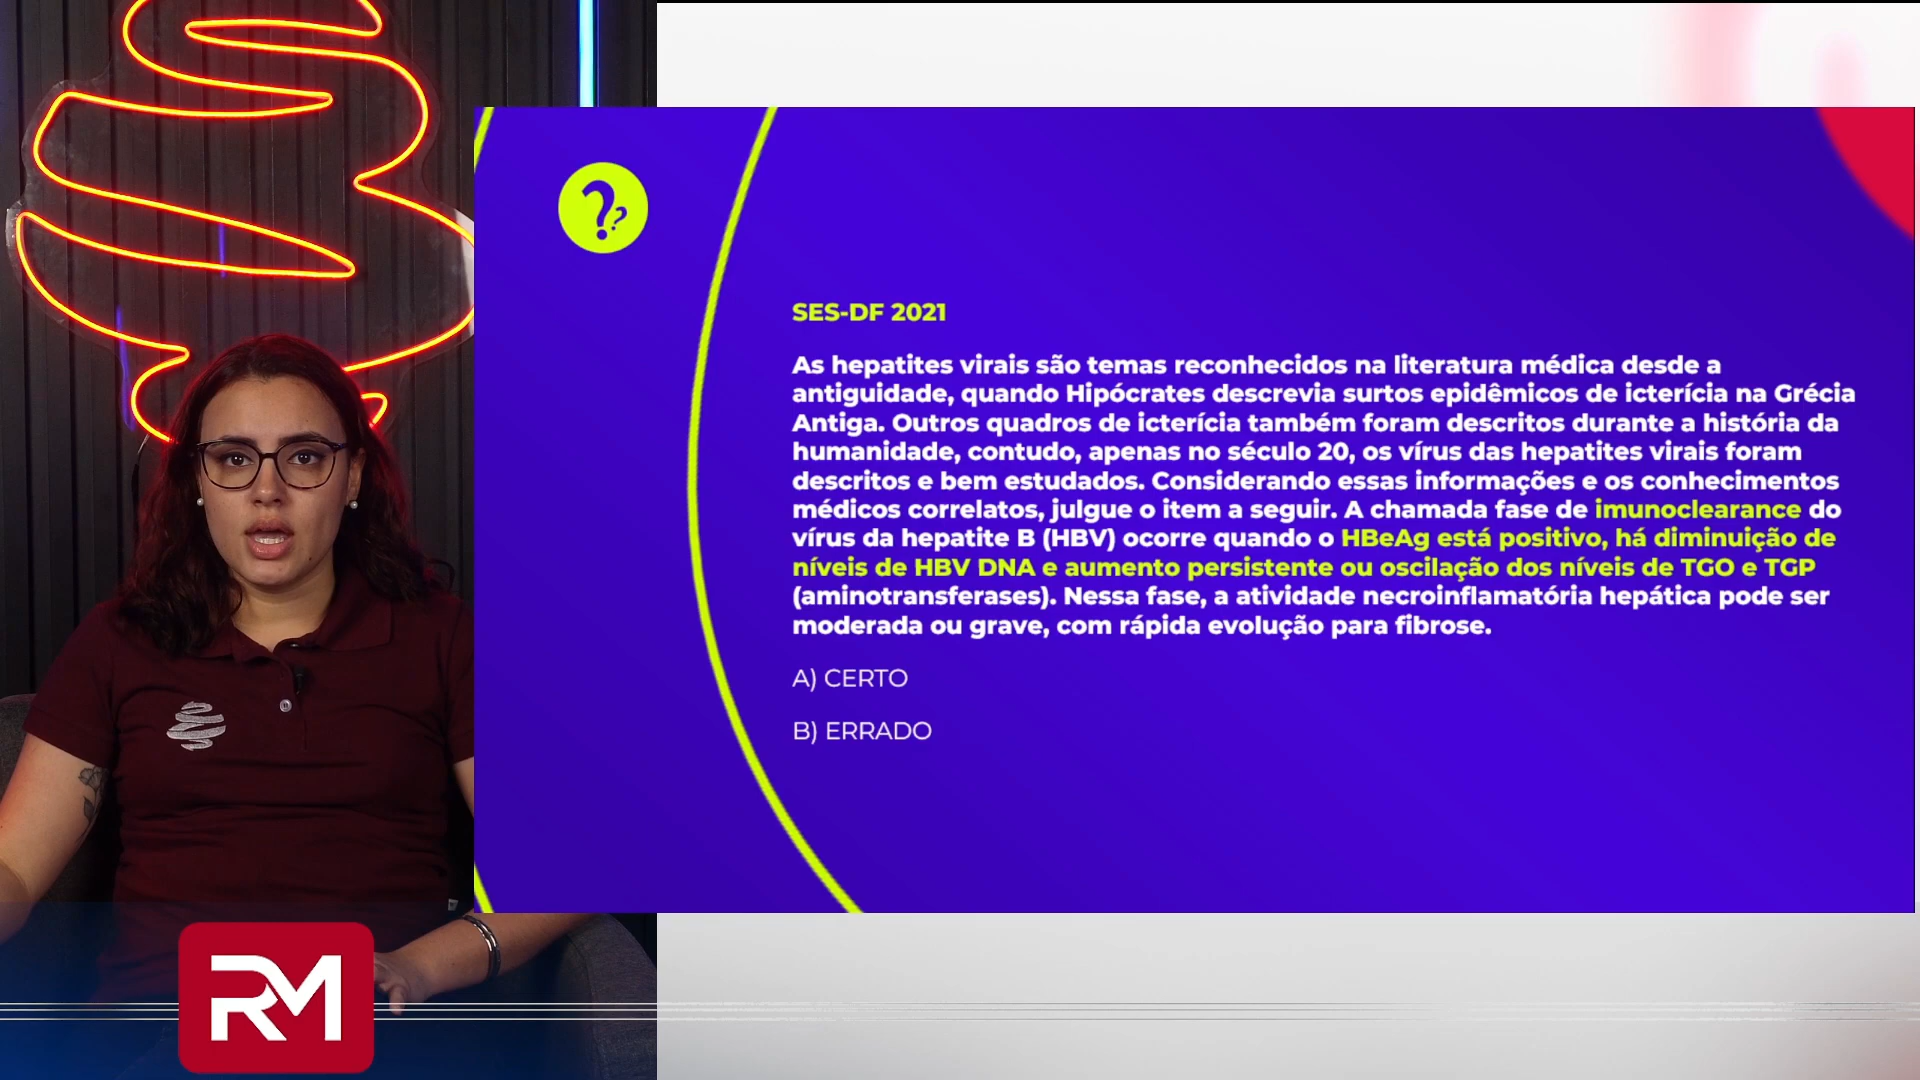 ??
SES-DF 2021
As hepatites virais são temas reconhecidos na literatura médica desde a
antiguidade, quando Hipócrates descrevia surtos epidêmicos de icterícia na Grécia
Antiga. Outros quadros de icterícia também foram descritos durante a história da
humanidade, contudo, apenas no século 20, os vírus das hepatites virais foram
descritos e bem estudados. Considerando essas informações e os conhecimentos
médicos correlatos, julgue o item a seguir. A chamada fase de imunoclearance do
vírus da hepatite B (HBV) ocorre quando o HBeAg está positivo, há diminuição de
níveis de HBV DNA e aumento persistente ou oscilação dos níveis de TGO e TGP
(aminotransferases). Nessa fase, a atividade necroinflamatória hepática pode ser
moderada ou grave, com rápida evolução para fibrose.
A) CERTO
B) ERRADO
RM